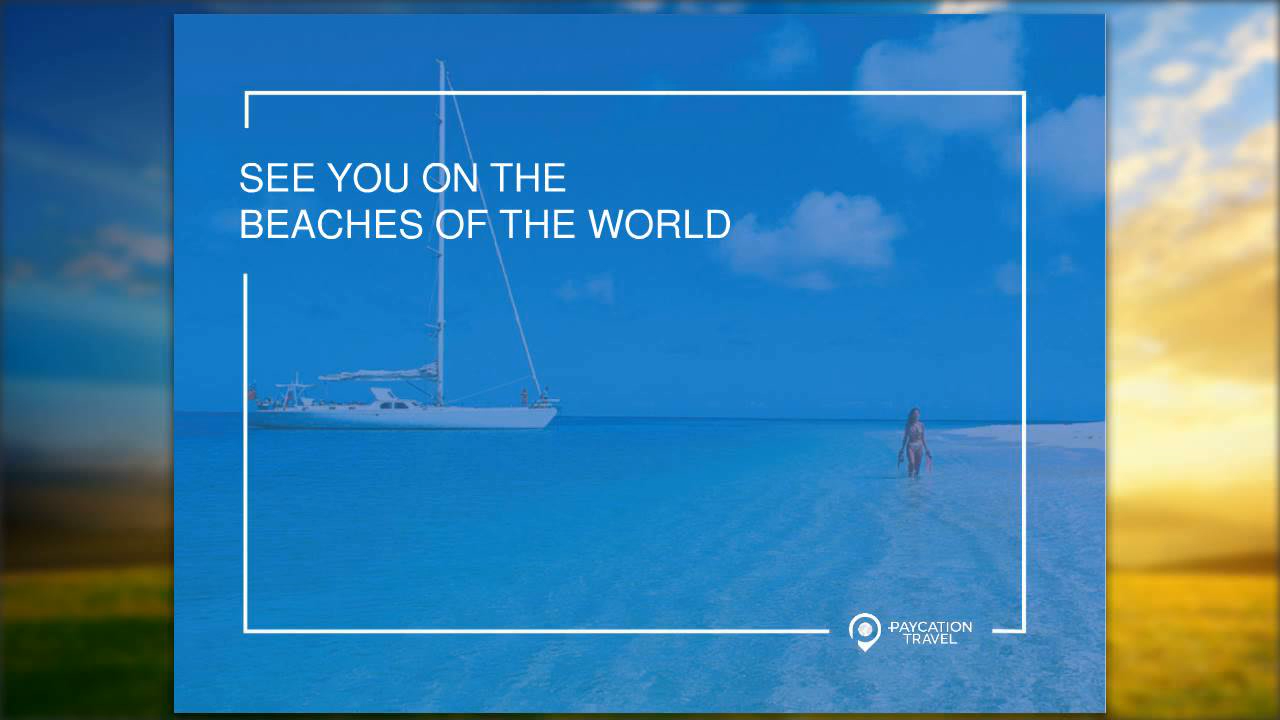 SEE YOU ON THE
BEACHES OF THE WORLD
PAYCATION
TRAVEL